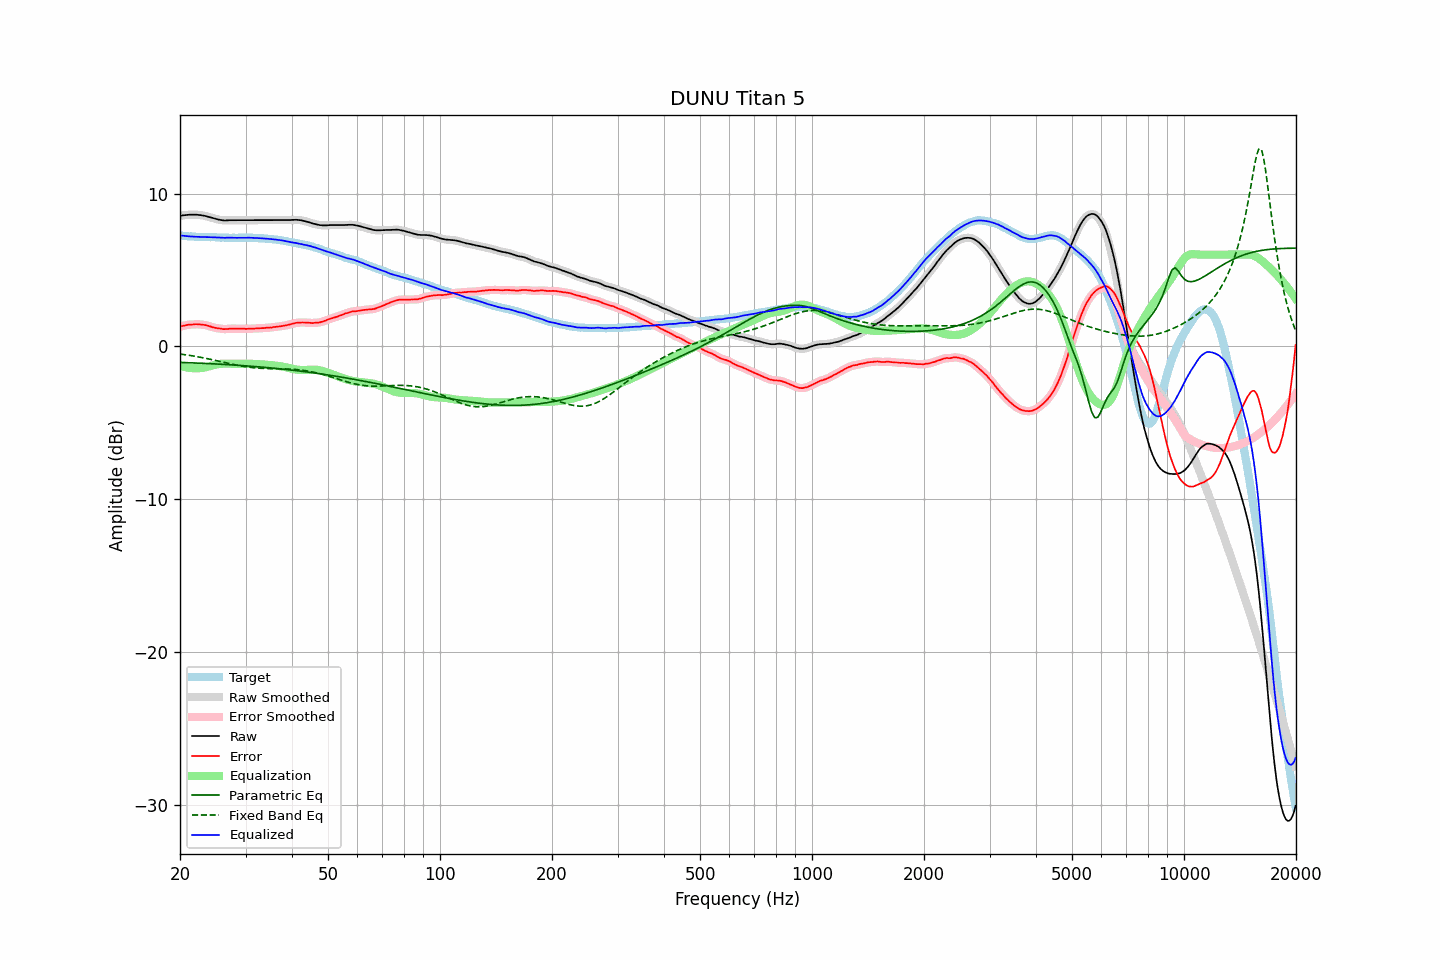 DUNU Titan 5
10
0
−10
−20
−30
Amplitude (dBr)
Target
Raw Smoothed
Error Smoothed
Raw
Error
Equalization
Parametric Eq
Fixed Band Eq
Equalized
20 50 100 200 500 1000 2000 5000 10000 20000
Frequency (Hz)